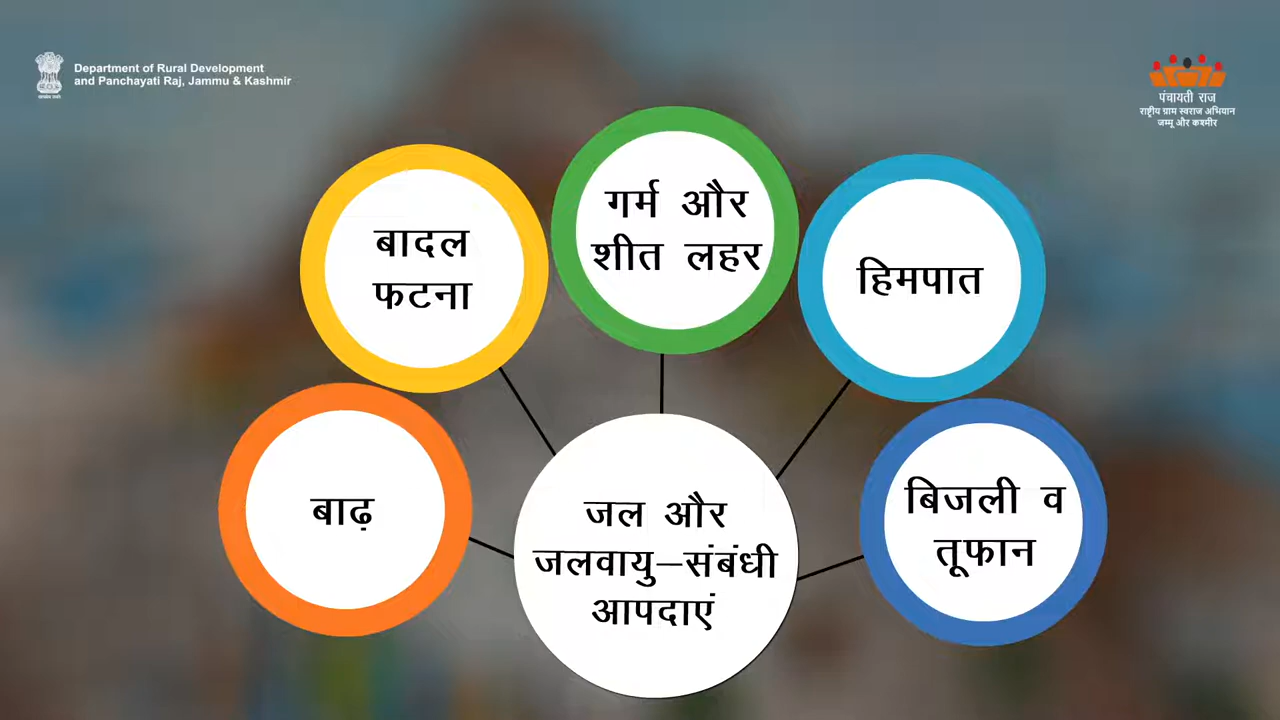 Department of Rural Development
and Panchayati Raj, Jammu & Kashmir
पंचायती राज
राष्ट्रीय ग्राम स्वराज अभियान
जम्मू और कश्मीर
बादल
फटना
गर्म और
शीत लहर
हिमपात
बाढ़
जल और
जलवायु–संबंधी
आपदाएं
बिजली व
तूफान